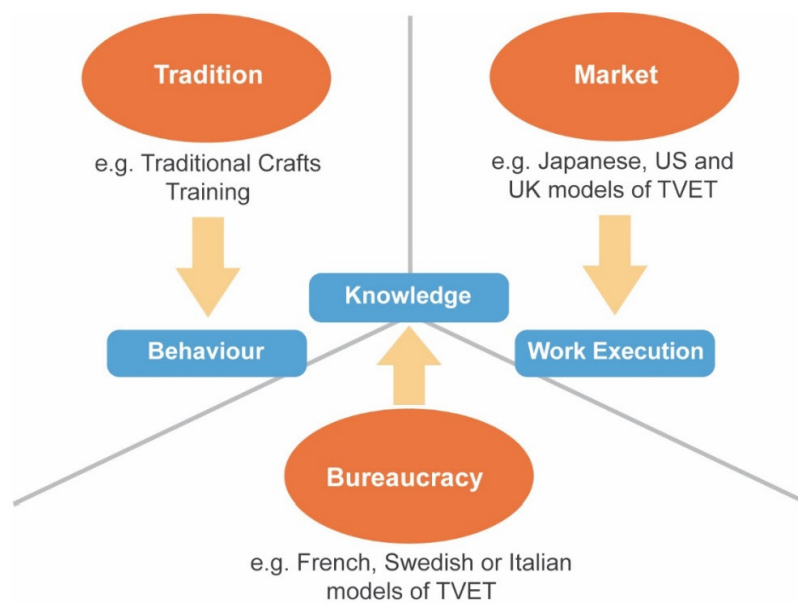 Tradition
e.g. Traditional Crafts
Training
Market
e.g. Japanese, US and
UK models of TVET
Knowledge
Behaviour
Work Execution
Bureaucracy
e.g. French, Swedish or Italian
models of TVET